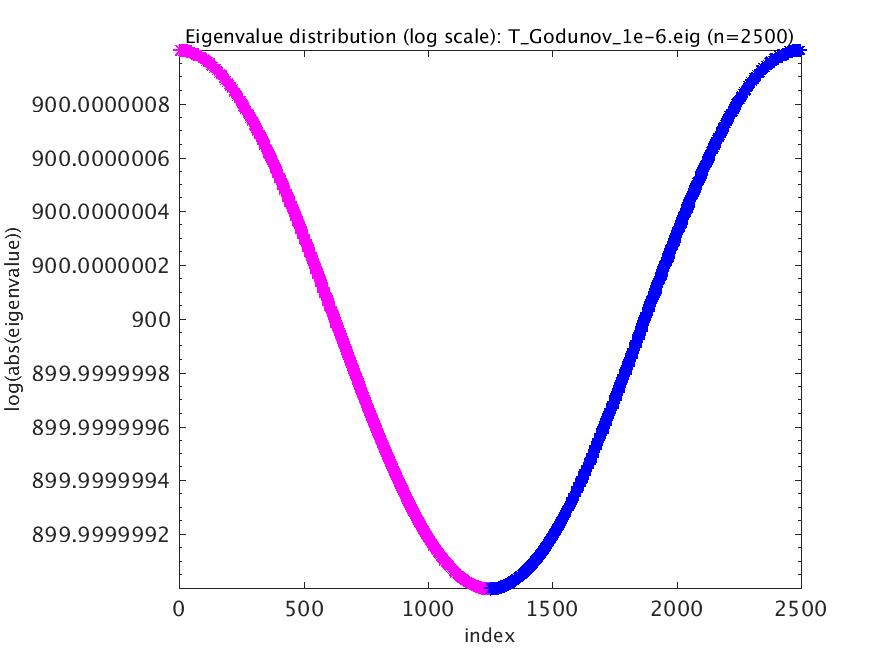 Eigenvalue distribution (log scale): T_Godunov_1e-6.eig (n=2500)
900.0000008
900.0000006
900.0000004
900.0000002
900
899.9999998
899.9999996
899.9999994
899.9999992
log(abs(eigenvalue))
0 500 1000 1500 2000 2500
index